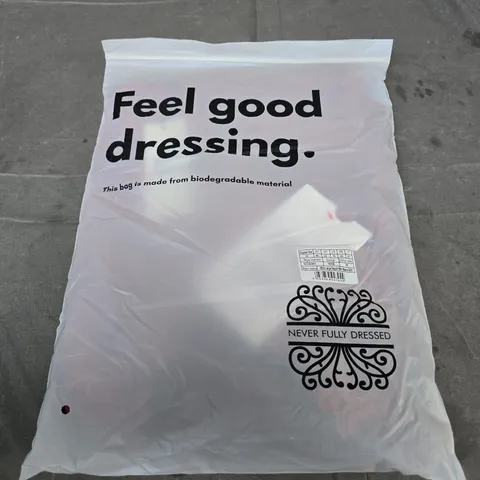 Feel good
dressing.
This bag is made from biodegradable material
NEVER FULLY DRESSED